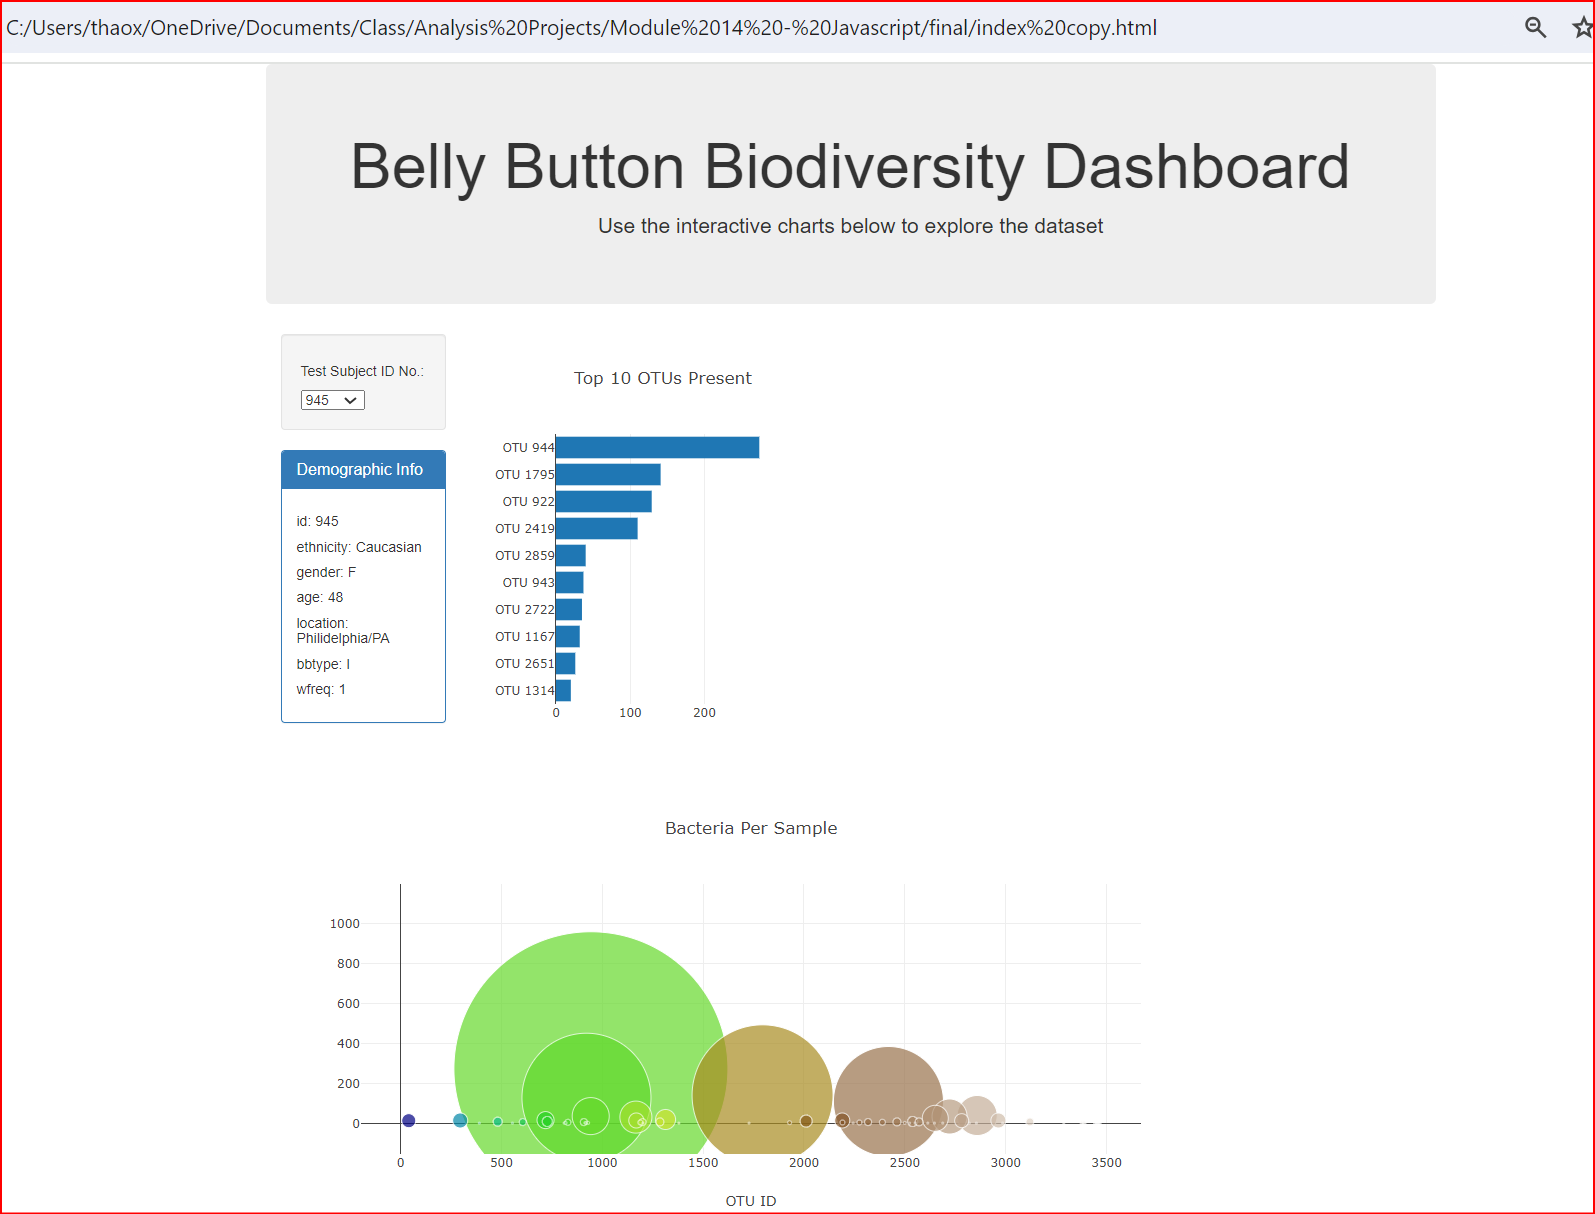 C:/Users/thaox/OneDrive/Documents/Class/Analysis%20Projects/Module%2014%20-%20Javascript/final/index%20copy.html
Belly Button Biodiversity Dashboard
Use the interactive charts below to explore the dataset
Test Subject ID No.:
945
Demographic Info
id: 945
ethnicity: Caucasian
gender: F
age: 48
location:
Philidelphia/PA
bbtype: I
wfreq: 1
Top 10 OTUs Present
OTU 944
OTU 1795
OTU 922
OTU 2419
OTU 2859
OTU 943
OTU 2722
OTU 1167
OTU 2651
OTU 1314
0 100 200
Bacteria Per Sample
1000
800
600
400
200
0
0 500 1000 1500 2000 2500 3000 3500
OTU ID